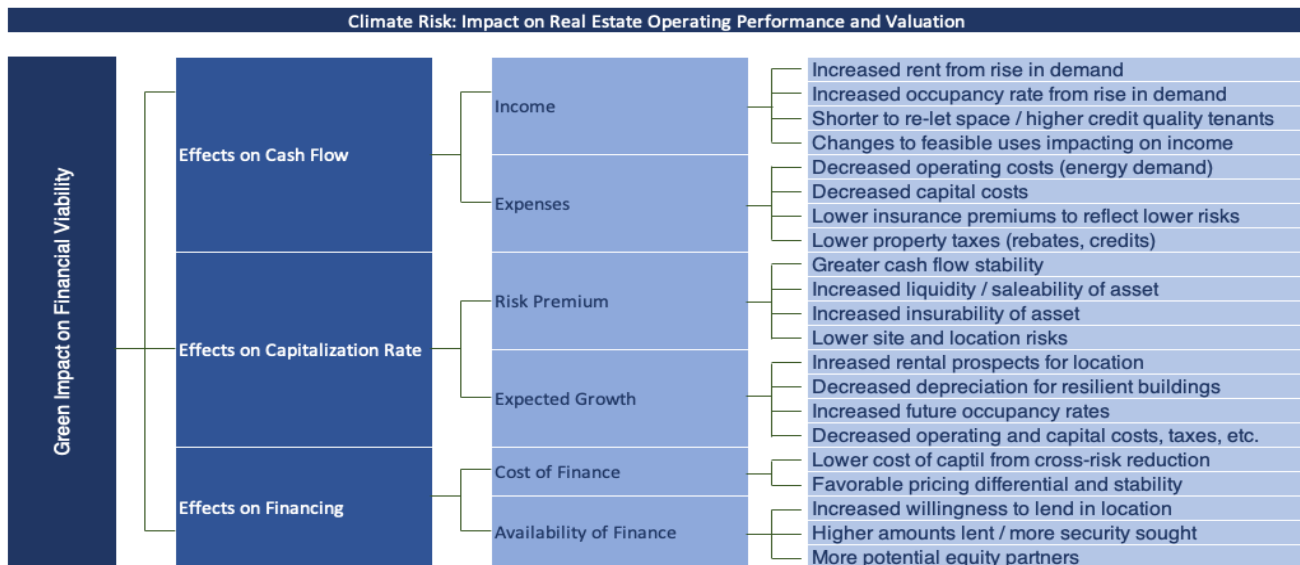 Climate Risk: Impact on Real Estate Operating Performance and Valuation
Green Impact on Financial Viability
Effects on Cash Flow
Income
Increased rent from rise in demand
Increased occupancy rate from rise in demand
Shorter to re-let space / higher credit quality tenants
Changes to feasible uses impacting on income
Expenses
Decreased operating costs (energy demand)
Decreased capital costs
Lower insurance premiums to reflect lower risks
Lower property taxes (rebates, credits)
Effects on Capitalization Rate
Risk Premium
Greater cash flow stability
Increased liquidity / saleability of asset
Increased insurability of asset
Lower site and location risks
Expected Growth
Inreased rental prospects for location
Decreased depreciation for resilient buildings
Increased future occupancy rates
Decreased operating and capital costs, taxes, etc.
Effects on Financing
Cost of Finance
Lower cost of captil from cross-risk reduction
Favorable pricing differential and stability
Availability of Finance
Increased willingness to lend in location
Higher amounts lent / more security sought
More potential equity partners